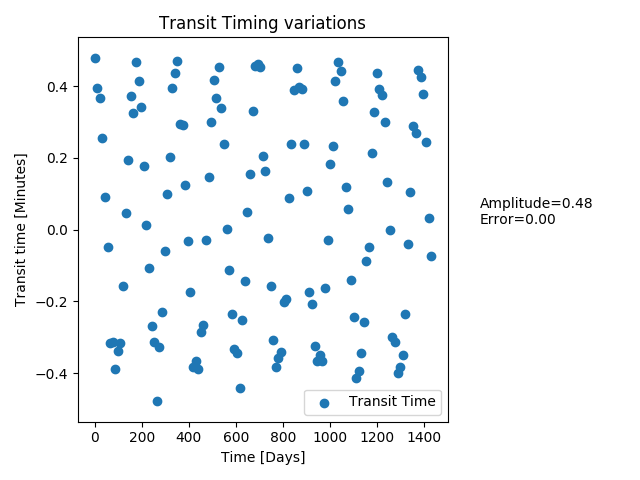 Transit Timing variations
Transit time [Minutes]
0.4
0.2
0.0
−0.2
−0.4
0 200 400 600 800 1000 1200 1400
Time [Days]
Transit Time
Amplitude=0.48
Error=0.00